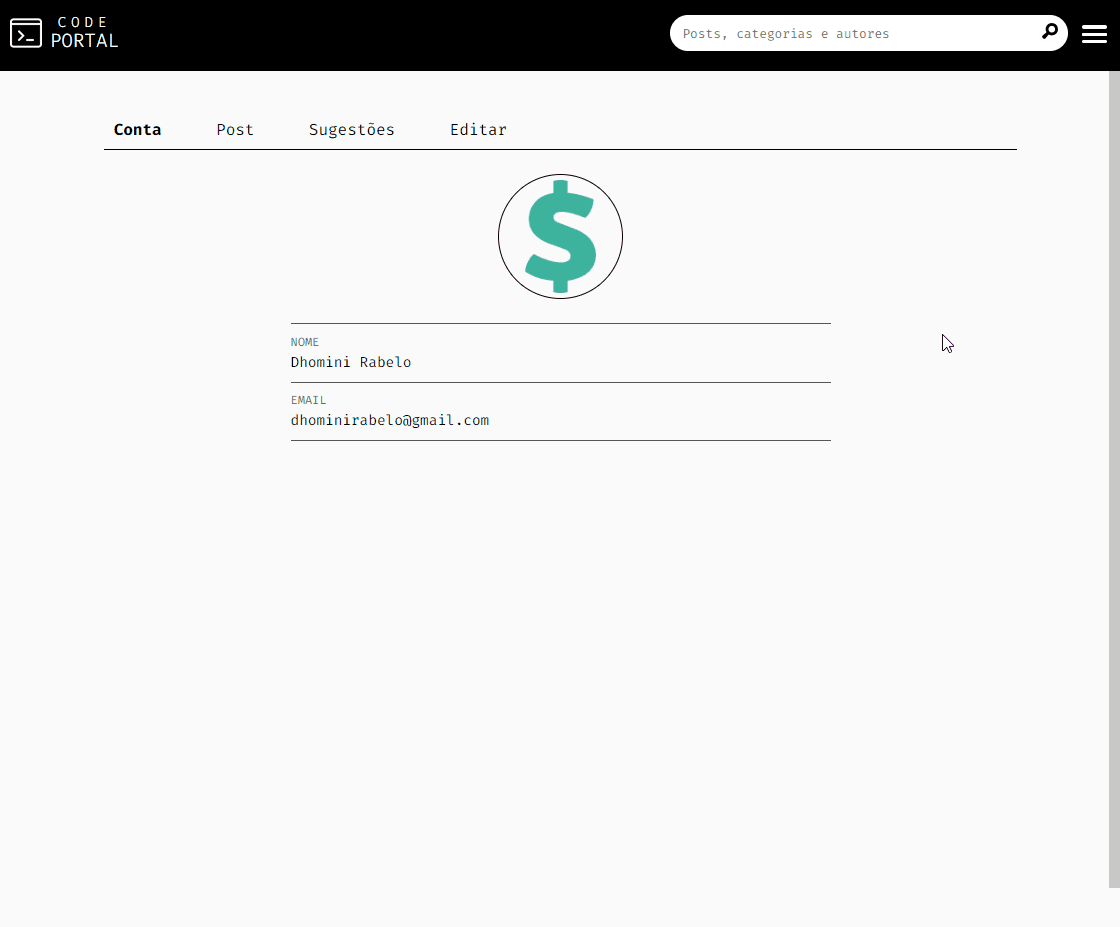 CODE
PORTAL
Posts, categorias e autores
Conta Post Sugestões Editar
$
NOME
Dhomini Rabelo
EMAIL
dhominirabelo@gmail.com